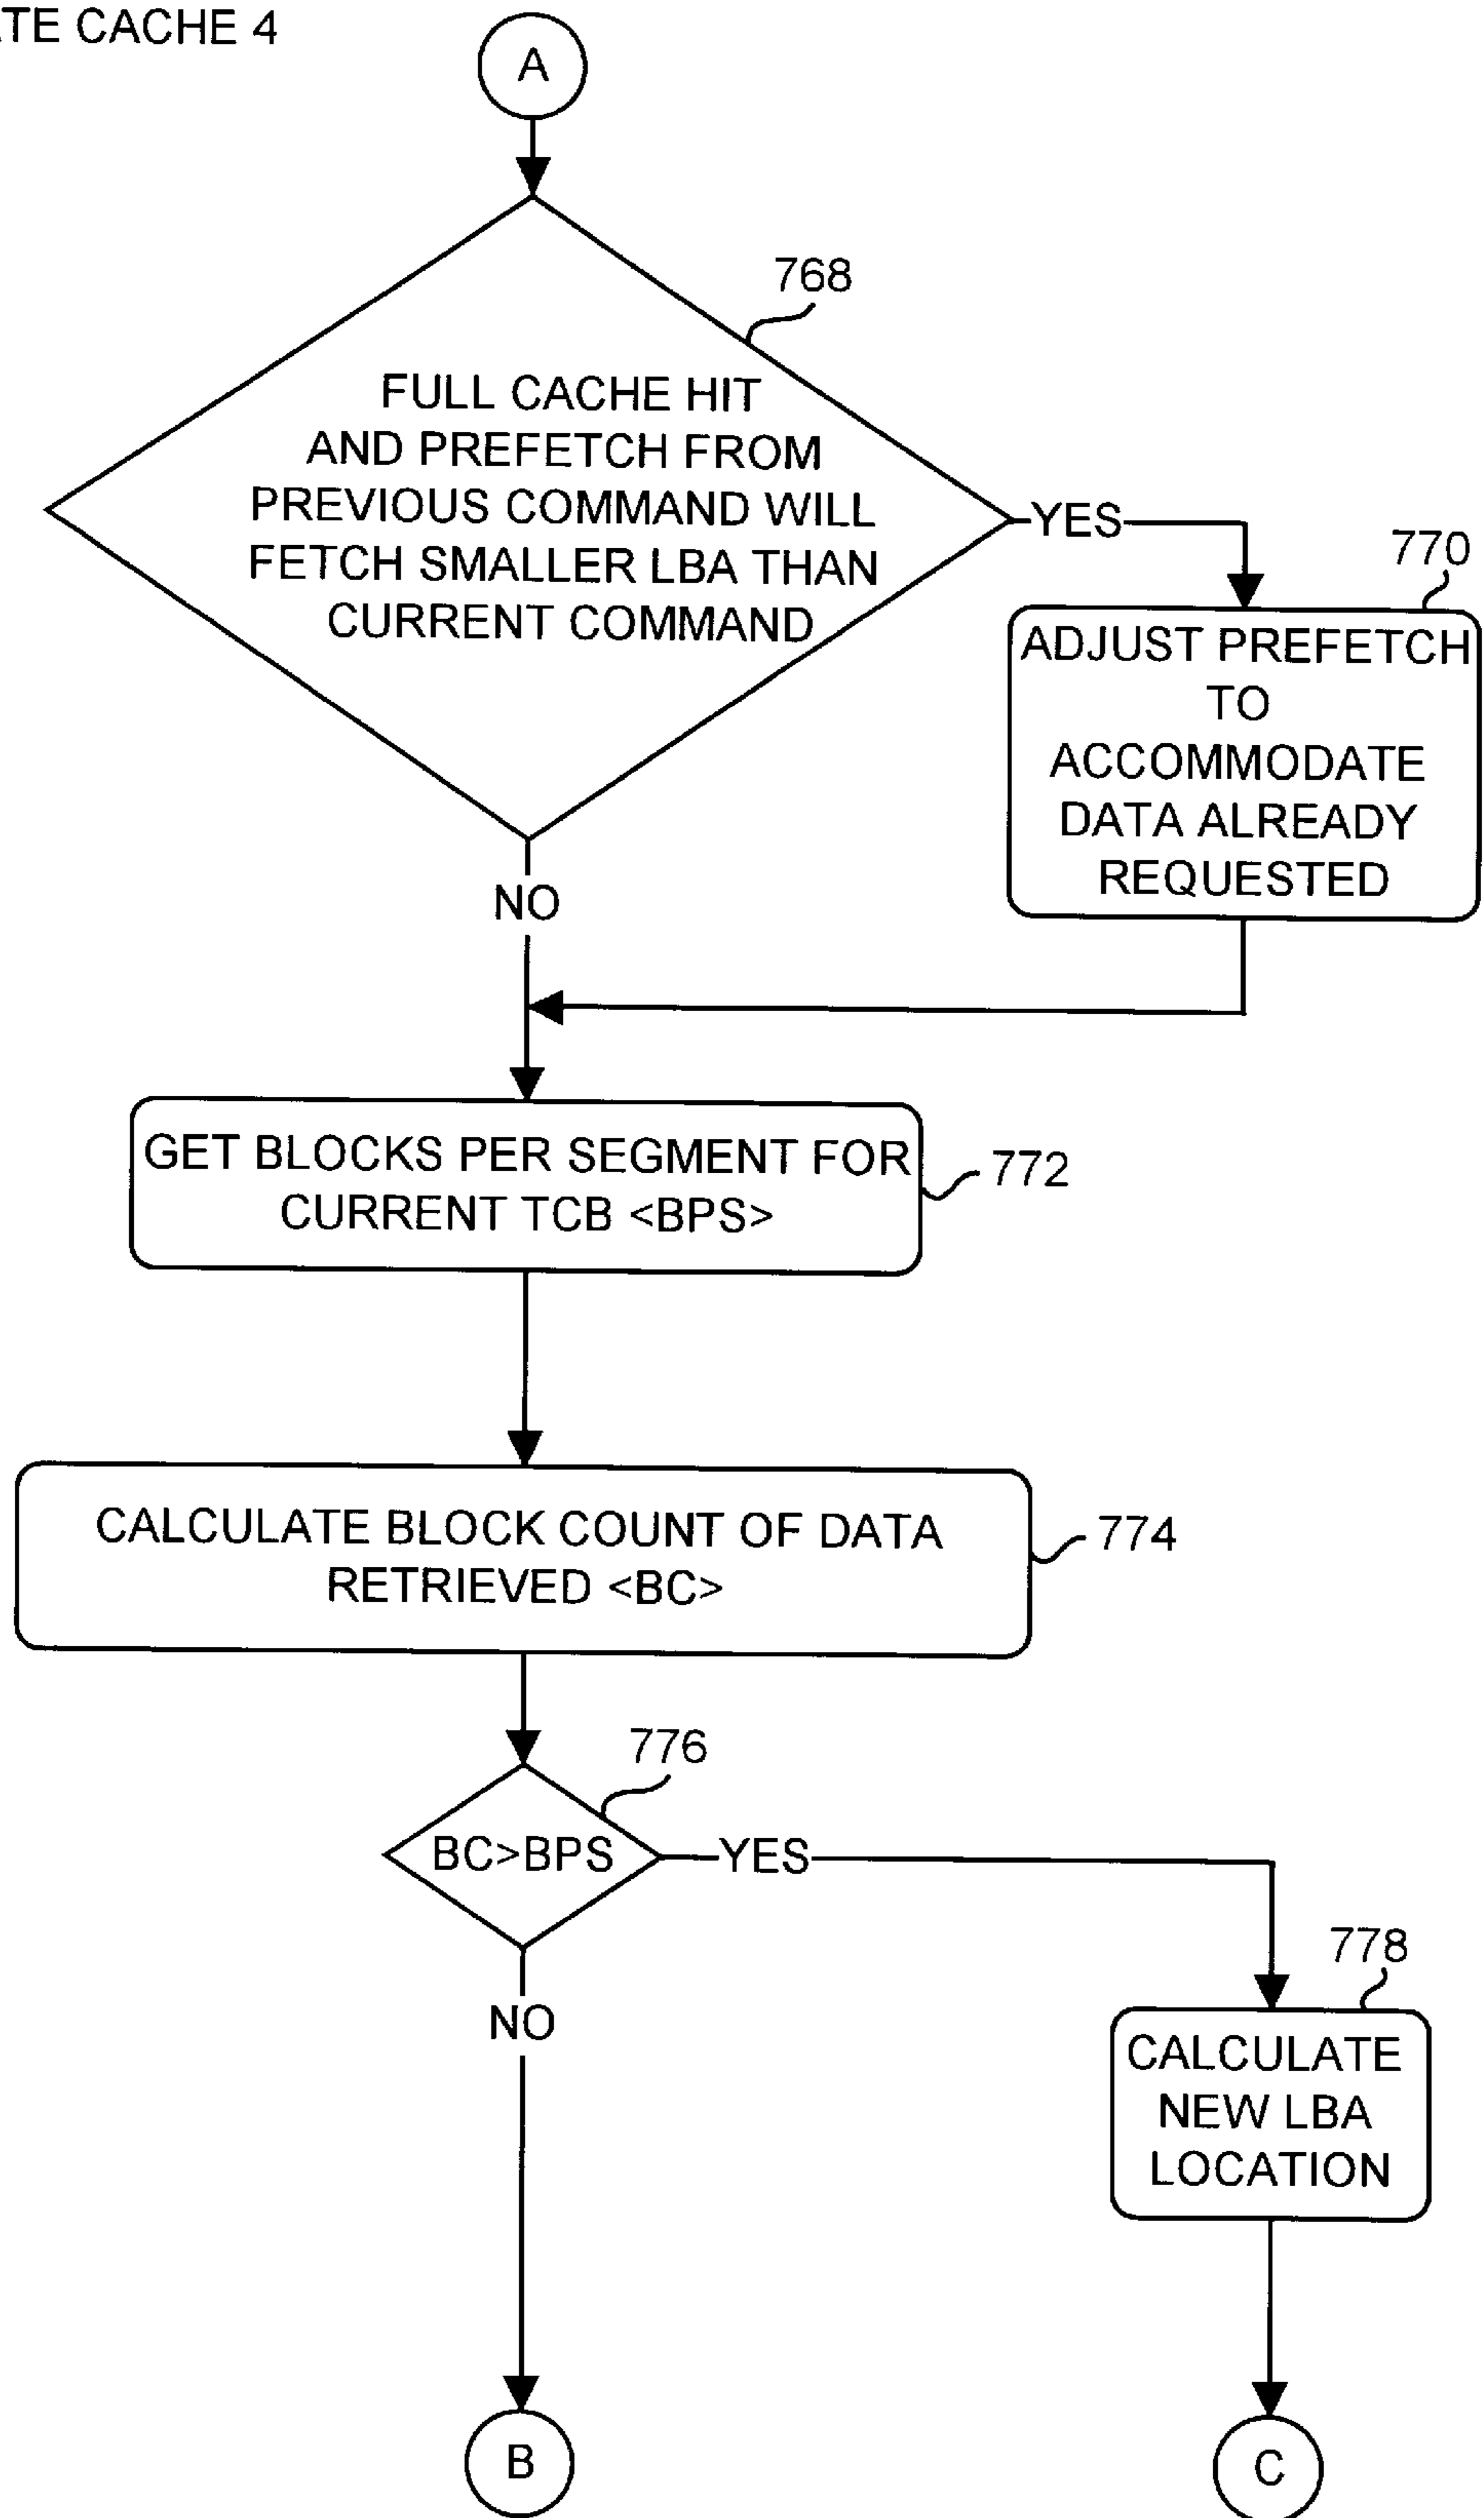 CACHE 4
A
768
FULL CACHE HIT
AND PREFETCH FROM
PREVIOUS COMMAND WILL
FETCH SMALLER LBA THAN
CURRENT COMMAND
YES
770
ADJUST PREFETCH
TO
ACCOMMODATE
DATA ALREADY
REQUESTED
NO
GET BLOCKS PER SEGMENT FOR
CURRENT TCB <BPS>
772
CALCULATE BLOCK COUNT OF DATA
RETRIEVED <BC>
774
776
BC>BPS
YES
778
NO
CALCULATE
NEW LBA
LOCATION
B
C